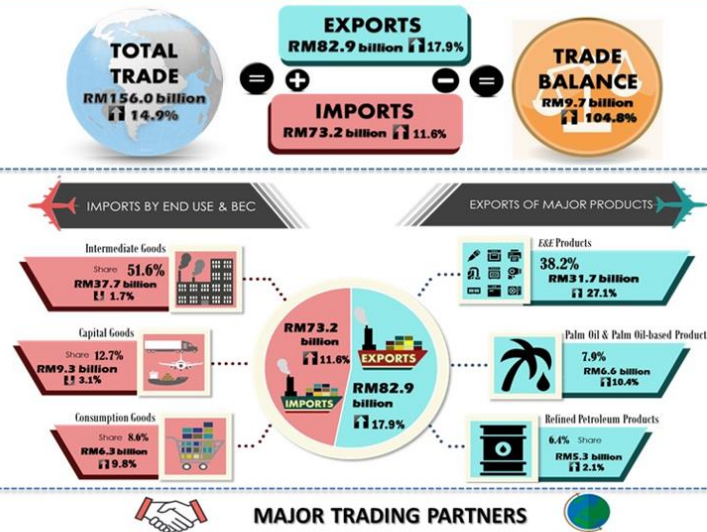 TOTAL
TRADE
RM156.0 billion
14.9%
=
+
EXPORTS
RM82.9 billion 17.9%
IMPORTS
RM73.2 billion 11.6%
-
=
TRADE
BALANCE
RM9.7 billion
104.8%
IMPORTS BY END USE & BEC
EXPORTS OF MAJOR PRODUCTS
Intermediate Goods
Share 51.6%
RM37.7 billion
1.7%
Capital Goods
Share 12.7%
RM9.3 billion
3.1%
Consumption Goods
Share 8.6%
RM6.3 billion
9.8%
RM73.2
billion
11.6%
IMPORTS
EXPORTS
RM82.9
billion
17.9%
E&E Products
38.2%
RM31.7 billion
27.1%
Palm Oil & Palm Oil-based Product
7.9%
RM6.6 billion
10.4%
Refined Petroleum Products
6.4% Share
RM5.3 billion
2.1%
MAJOR TRADING PARTNERS